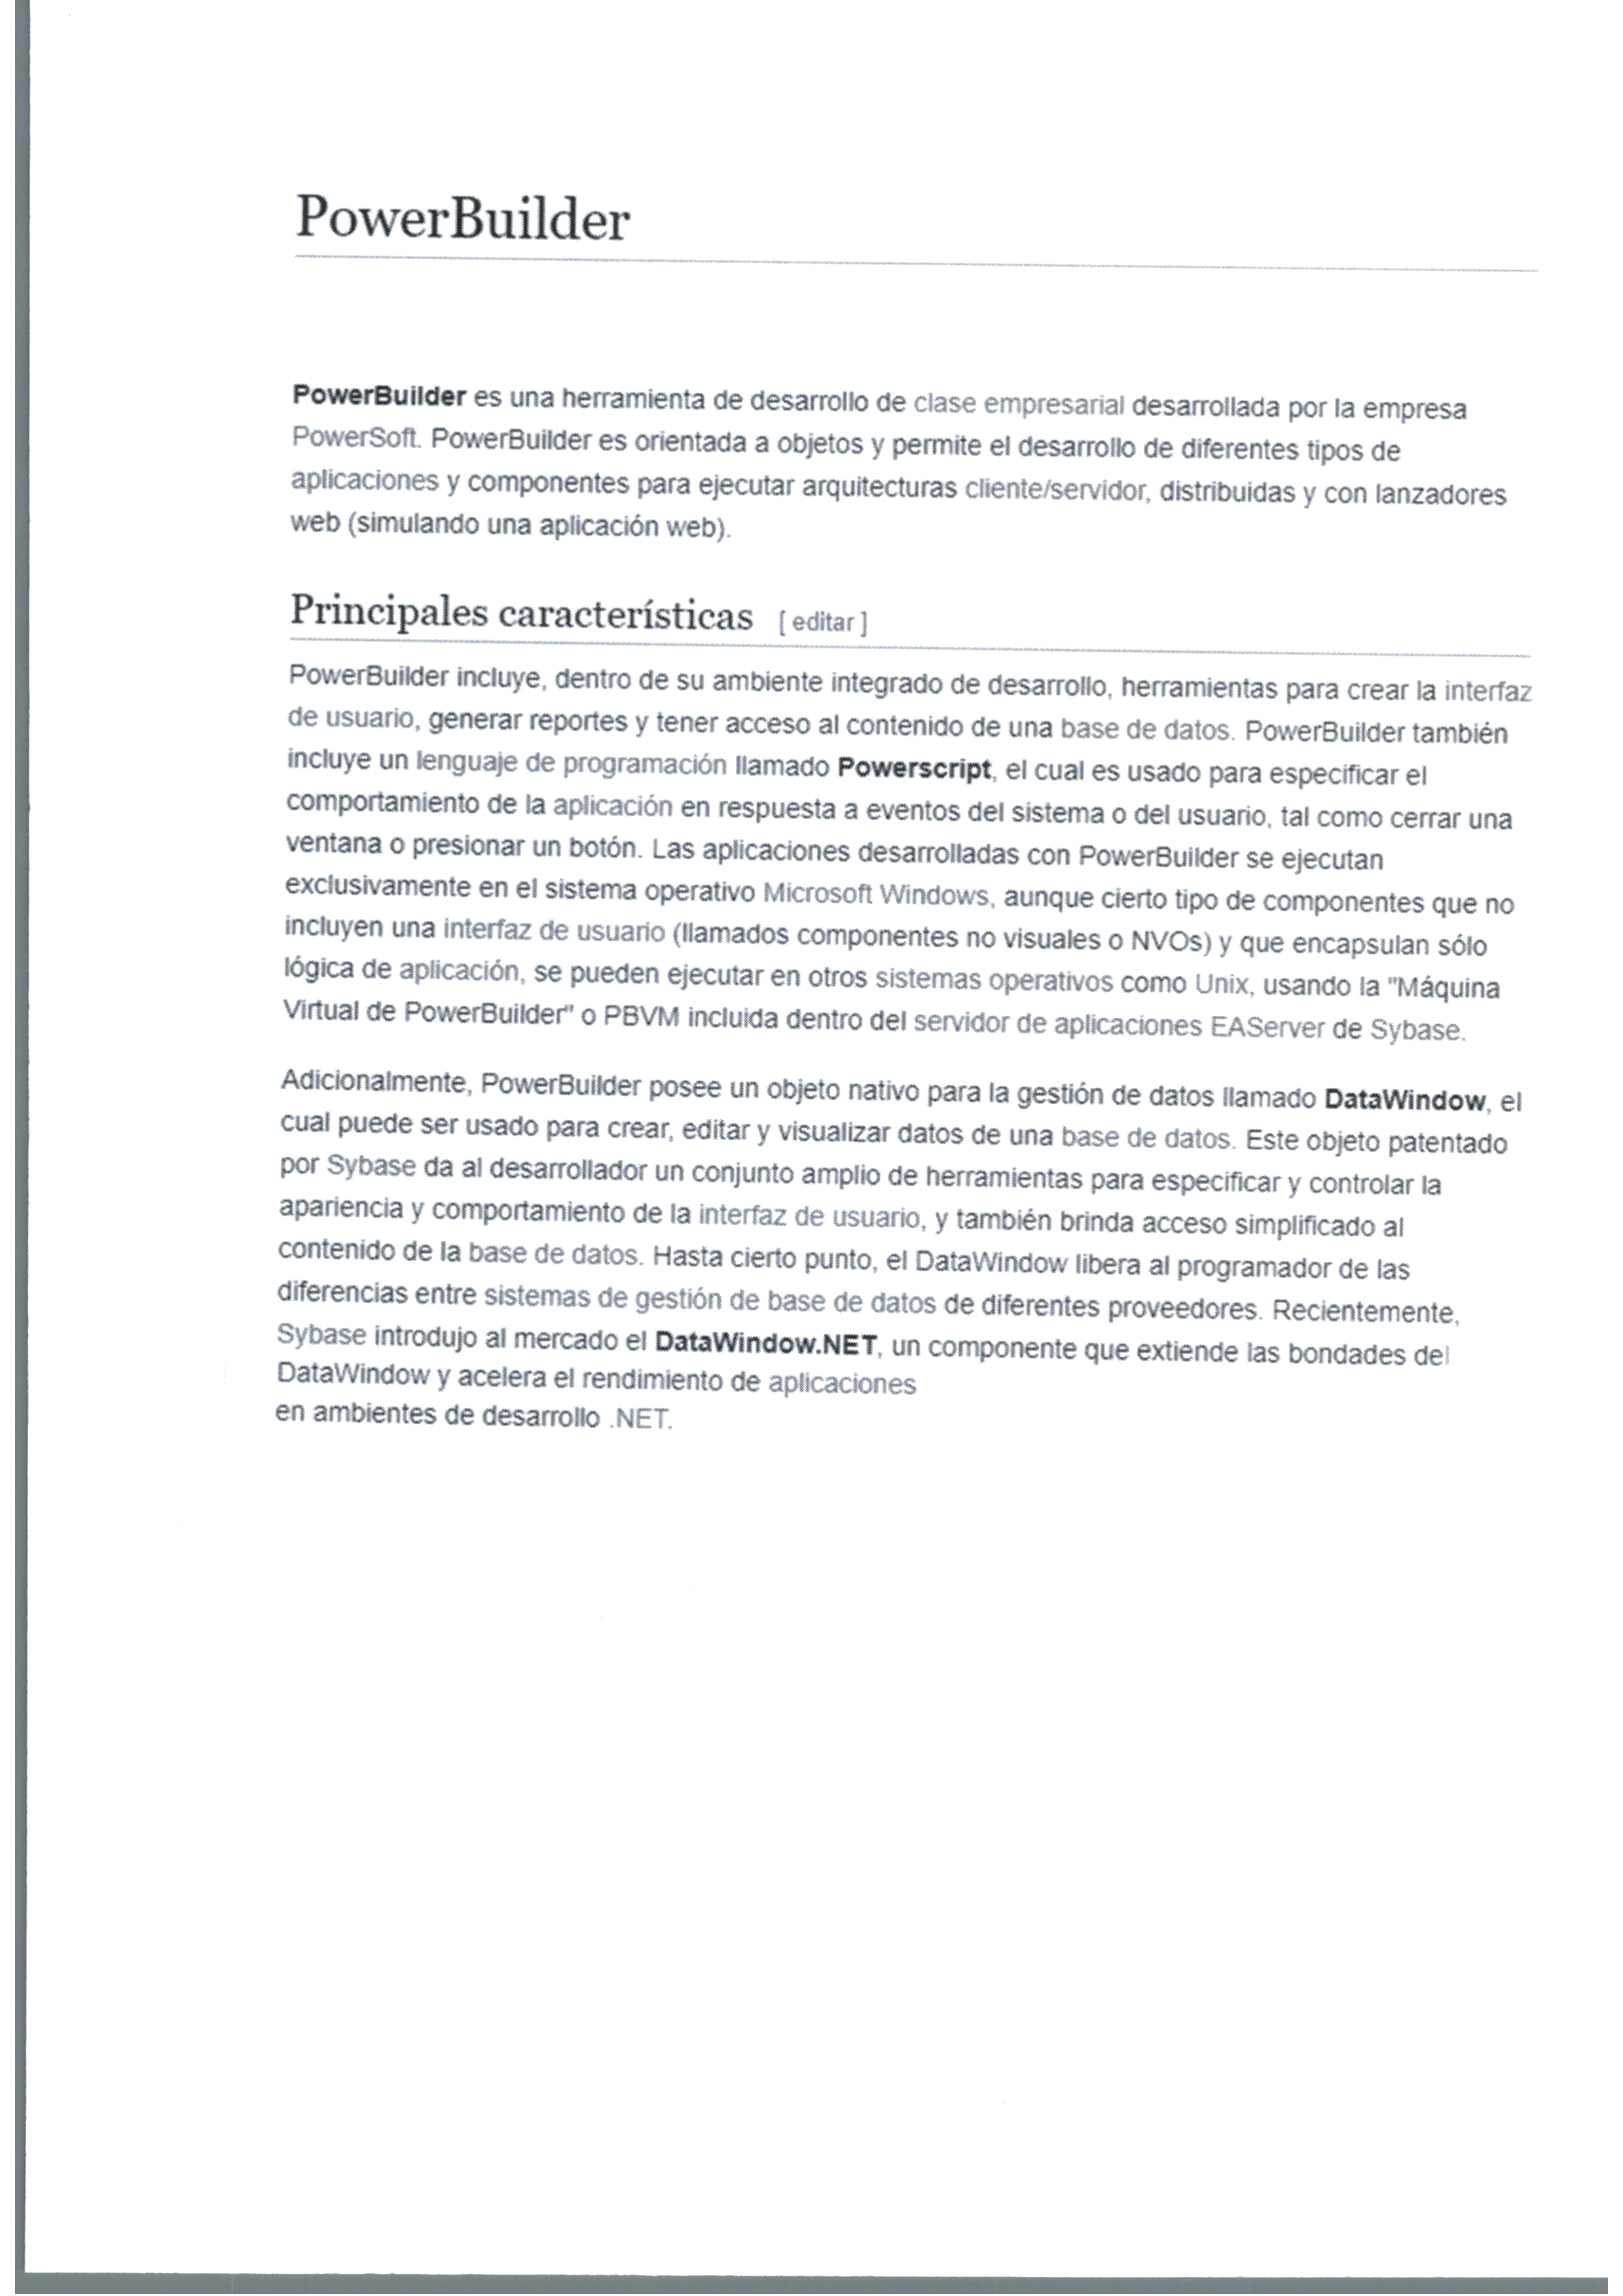 PowerBuilder
PowerBuilder es una herramienta de desarrollo de clase empresarial desarrollada por la empresa
PowerSoft. PowerBuilder es orientada a objetos y permite el desarrollo de diferentes tipos de
aplicaciones y componentes para ejecutar arquitecturas cliente/servidor, distribuidas y con lanzadores
web (simulando una aplicación web).
Principales características [ editar ]
PowerBuilder incluye, dentro de su ambiente integrado de desarrollo, herramientas para crear la interfaz
de usuario, generar reportes y tener acceso al contenido de una base de datos. PowerBuilder también
incluye un lenguaje de programación llamado Powerscript, el cual es usado para especificar el
comportamiento de la aplicación en respuesta a eventos del sistema o del usuario, tal como cerrar una
ventana o presionar un botón. Las aplicaciones desarrolladas con PowerBuilder se ejecutan
exclusivamente en el sistema operativo Microsoft Windows, aunque cierto tipo de componentes que no
incluyen una interfaz de usuario (llamados componentes no visuales o NVOs) y que encapsulan sólo
lógica de aplicación, se pueden ejecutar en otros sistemas operativos como Unix, usando la "Máquina
Virtual de PowerBuilder" o PBVM incluida dentro del servidor de aplicaciones EAServer de Sybase.
Adicionalmente, PowerBuilder posee un objeto nativo para la gestión de datos llamado DataWindow, el
cual puede ser usado para crear, editar y visualizar datos de una base de datos. Este objeto patentado
por Sybase da al desarrollador un conjunto amplio de herramientas para especificar y controlar la
apariencia y comportamiento de la interfaz de usuario, y también brinda acceso simplificado al
contenido de la base de datos. Hasta cierto punto, el DataWindow libera al programador de las
diferencias entre sistemas de gestión de base de datos de diferentes proveedores. Recientemente,
Sybase introdujo al mercado el DataWindow.NET, un componente que extiende las bondades del
DataWindow y acelera el rendimiento de aplicaciones
en ambientes de desarrollo .NET.